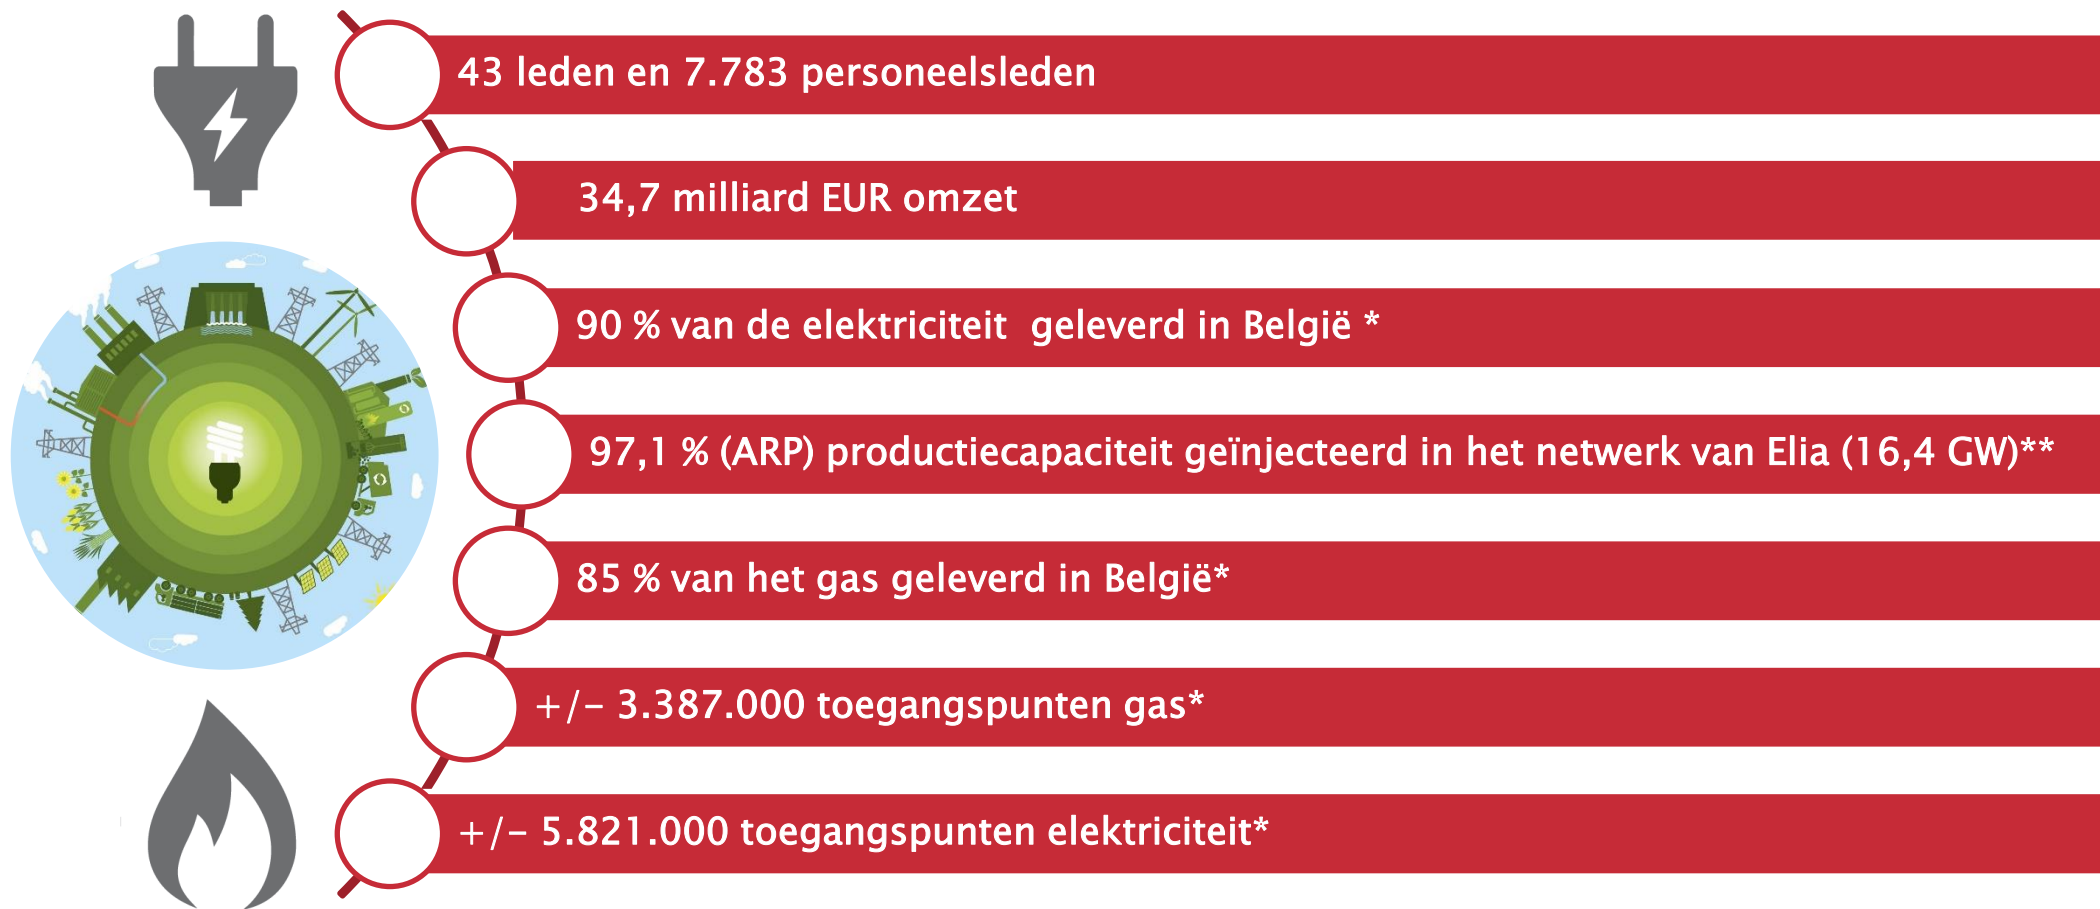 43 leden en 7.783 personeelsleden
34,7 milliard EUR omzet
90 % van de elektriciteit geleverd in België *
97,1 % (ARP) productiecapaciteit geïnjecteerd in het netwerk van Elia (16,4 GW)**
85 % van het gas geleverd in België*
+/- 3.387.000 toegangspunten gas*
+/- 5.821.000 toegangspunten elektriciteit*